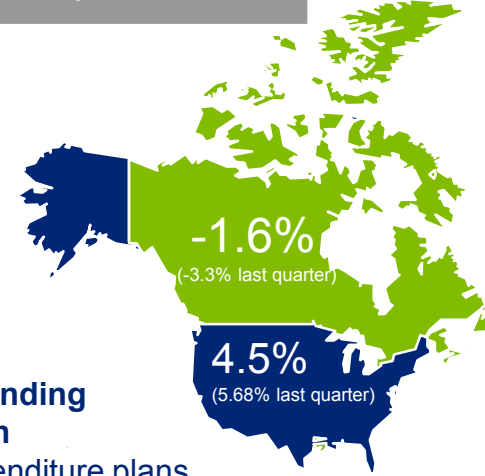 -1.6%
(-3.3% last quarter)
4.5%
(5.68% last quarter)
nding
n
enditure plans